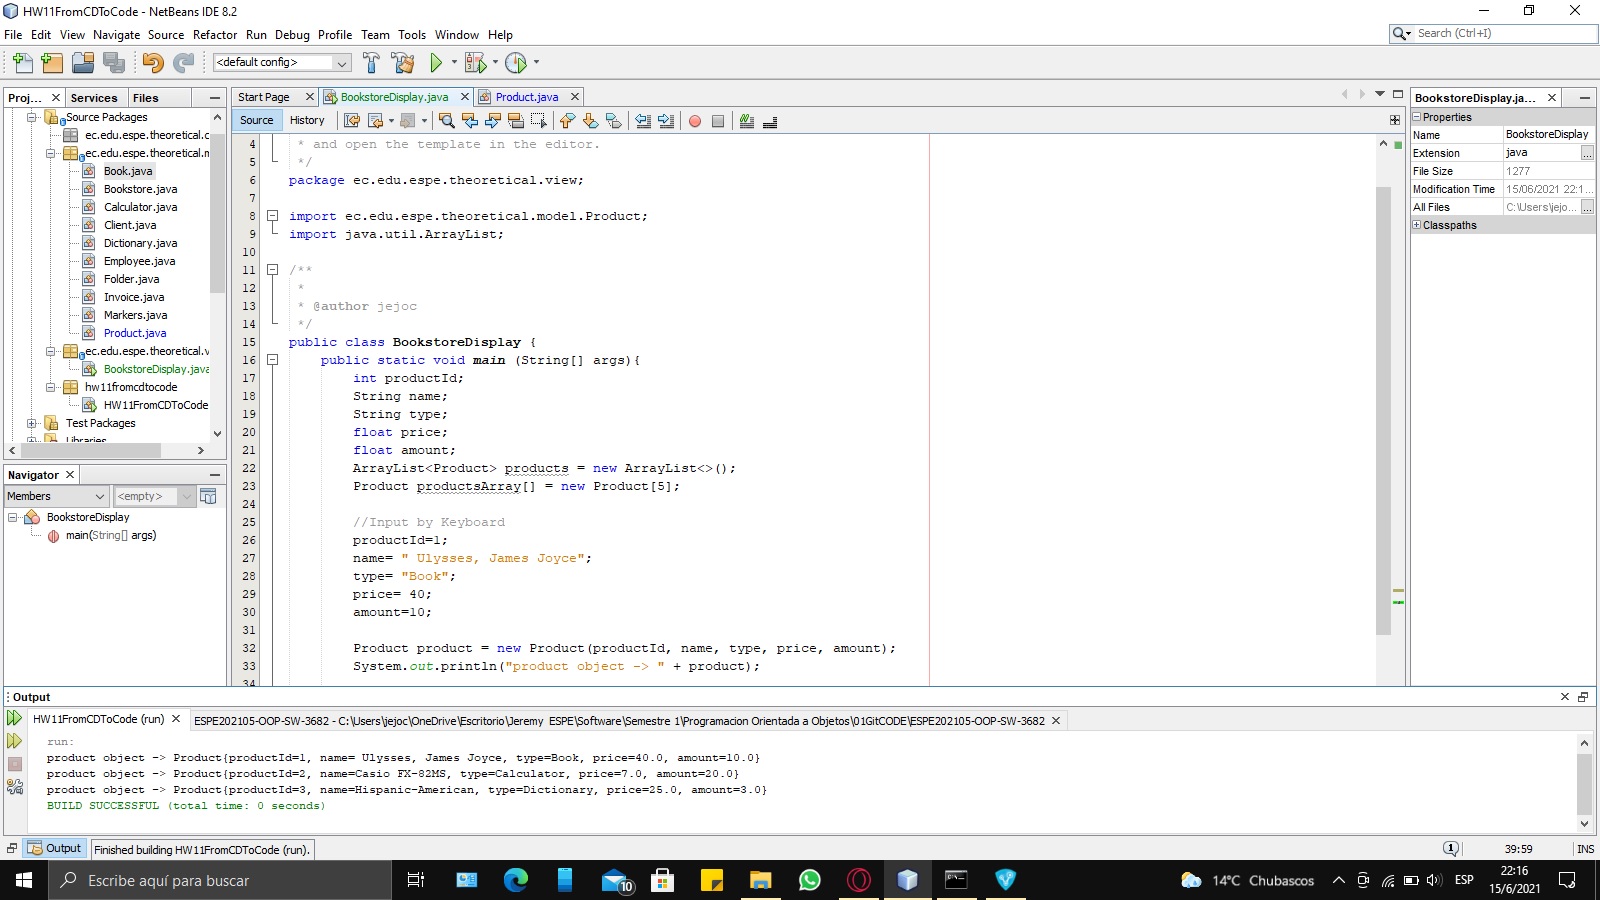 HW11FromCDToCode - NetBeans IDE 8.2
File Edit View Navigate Source Refactor Run Debug Profile Team Tools Window Help
Search (Ctrl+I)
<default config>
Proj... Services Files
Source Packages
ec.edu.espe.theoretical.c
ec.edu.espe.theoretical.m
Book.java
Bookstore.java
Calculator.java
Client.java
Dictionary.java
Employee.java
Folder.java
Invoice.java
Markers.java
Product.java
ec.edu.espe.theoretical.v
BookstoreDisplay.java
hw11fromcdtocode
HW11FromCDToCode
Test Packages
Libraries
Navigator
Members <empty>
BookstoreDisplay
main(String[] args)
Start Page BookstoreDisplay.java Product.java
Source History
4 * and open the template in the editor.
5 */
6 package ec.edu.espe.theoretical.view;
7
8 import ec.edu.espe.theoretical.model.Product;
9 import java.util.ArrayList;
10
11 /**
12 *
13 * @author jejoc
14 */
15 public class BookstoreDisplay {
16 public static void main (String[] args){
17 int productId;
18 String name;
19 String type;
20 float price;
21 float amount;
22 ArrayList<Product> products = new ArrayList<>();
23 Product productsArray[] = new Product[5];
24
25 //Input by Keyboard
26 productId=1;
27 name= " Ulysses, James Joyce";
28 type= "Book";
29 price= 40;
30 amount=10;
31
32 Product product = new Product(productId, name, type, price, amount);
33 System.out.println("product object -> " + product);
34
BookstoreDisplay.ja...
Properties
Name BookstoreDisplay
Extension java ...
File Size 1277
Modification Time 15/06/2021 22:1...
All Files C:\Users\jejo... ...
Classpaths
Output
HW11FromCDToCode (run) ESPE202105-OOP-SW-3682 - C:\Users\jejoc\OneDrive\Escritorio\Jeremy ESPE\Software\Semestre 1\Programacion Orientada a Objetos\01GitCODE\ESPE202105-OOP-SW-3682
run:
product object -> Product{productId=1, name= Ulysses, James Joyce, type=Book, price=40.0, amount=10.0}
product object -> Product{productId=2, name=Casio FX-82MS, type=Calculator, price=7.0, amount=20.0}
product object -> Product{productId=3, name=Hispanic-American, type=Dictionary, price=25.0, amount=3.0}
BUILD SUCCESSFUL (total time: 0 seconds)
Output Finished building HW11FromCDToCode (run).
1 39:59 INS
Escribe aquí para buscar
10
14°C Chubascos
ESP
22:16
15/6/2021